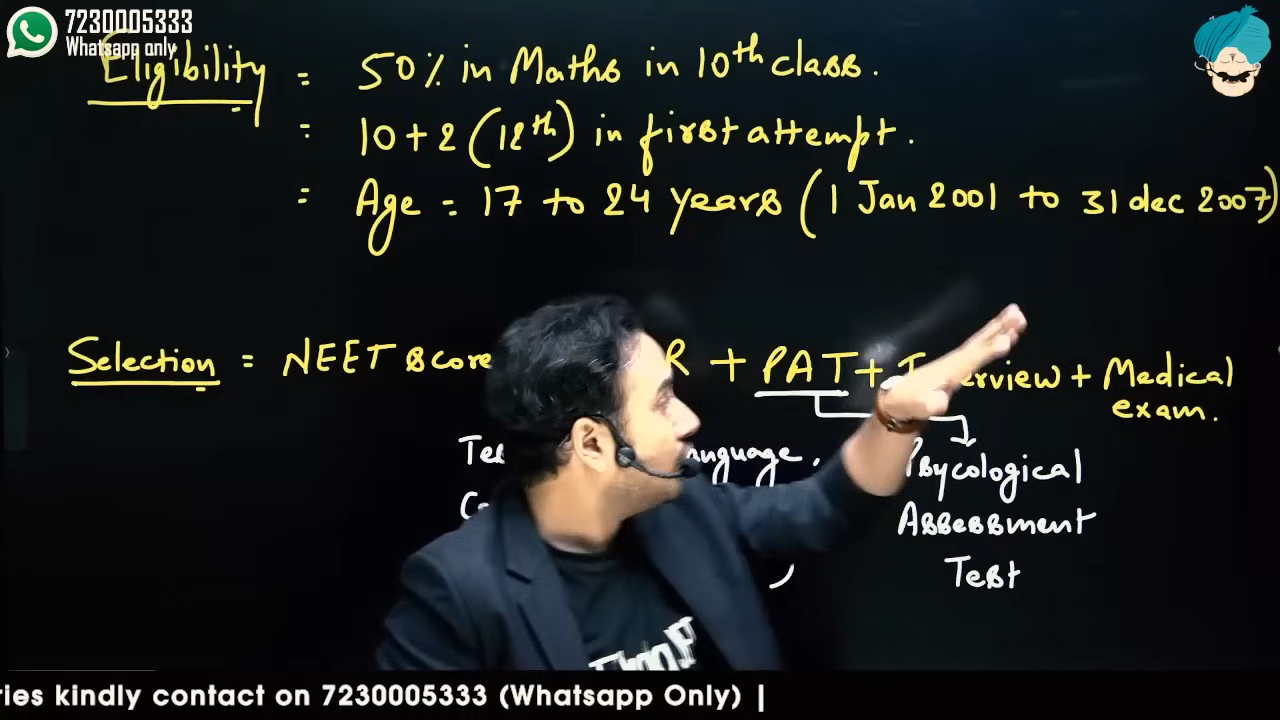 7230005333
Whatsapp only
Eligibility = 50% in Maths in 10th class.
= 10+2 (12th) in first attempt.
= Age = 17 to 24 years (1 Jan 2001 to 31 dec 2007)
Selection = NEET score R + PAT + Interview + Medical
exam.
Psycological
Assessment
Test
kindly contact on 7230005333 (Whatsapp Only) |